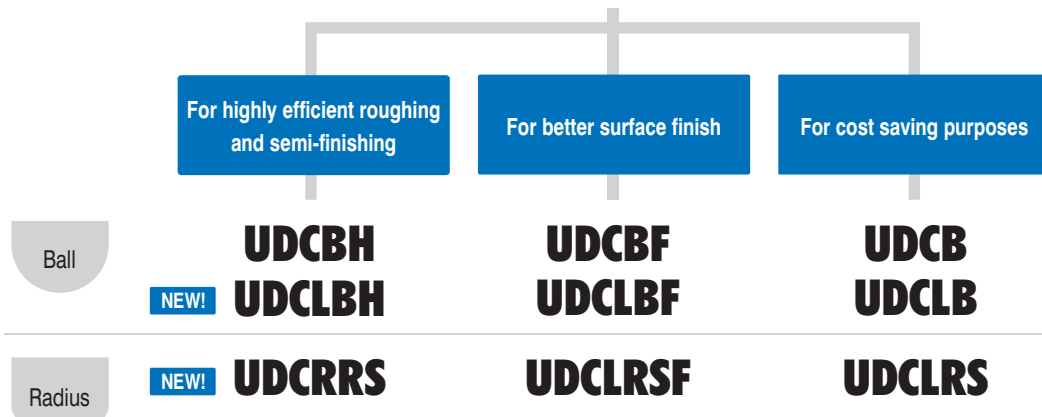 For highly efficient roughing
and semi-finishing
For better surface finish
For cost saving purposes
Ball
UDCBH
UDCBF
UDCB
NEW! UDCLBH
UDCLBF
UDCLB
Radius
NEW! UDCRRS
UDCLRSF
UDCLRS